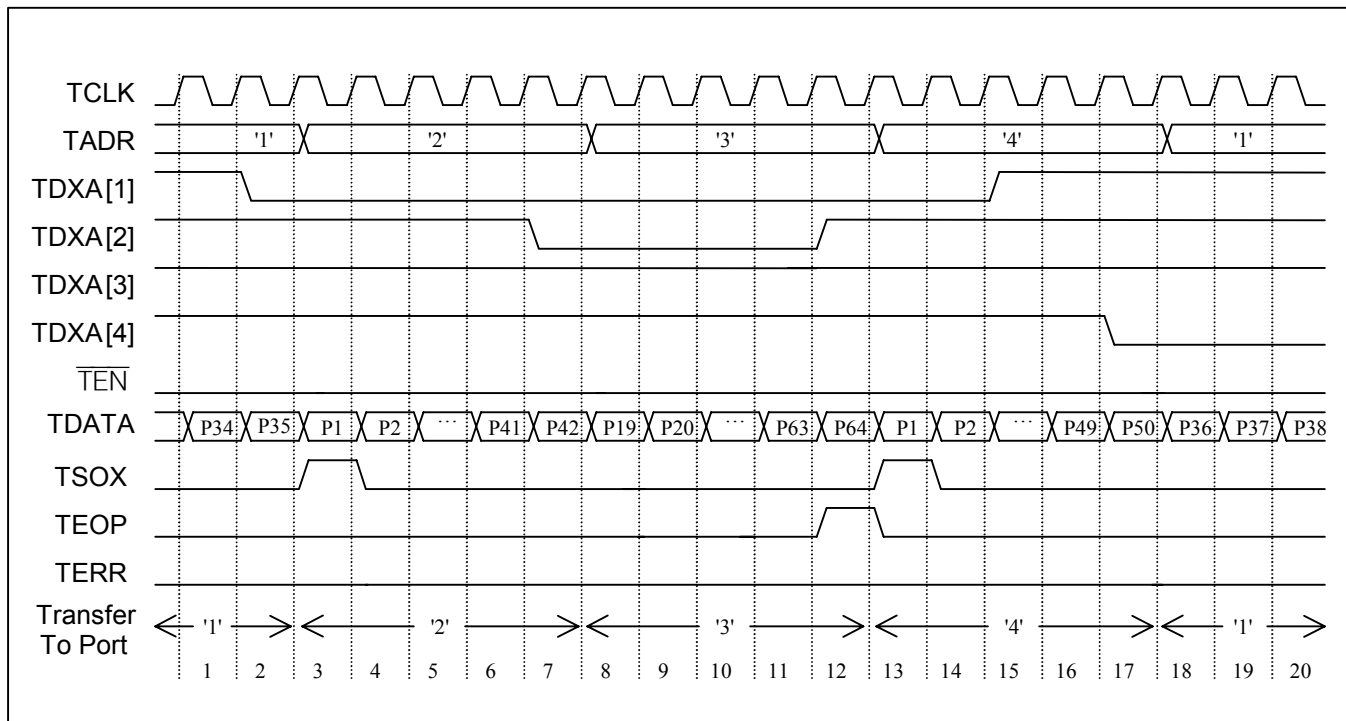 TCLK
TADR '1' '2' '3' '4' '1'
TDXA[1]
TDXA[2]
TDXA[3]
TDXA[4]
TEN
TDATA P34 P35 P1 P2 ... P41 P42 P19 P20 ... P63 P64 P1 P2 ... P49 P50 P36 P37 P38
TSOX
TEOP
TERR
Transfer To Port '1' '2' '3' '4' '1'
1 2 3 4 5 6 7 8 9 10 11 12 13 14 15 16 17 18 19 20